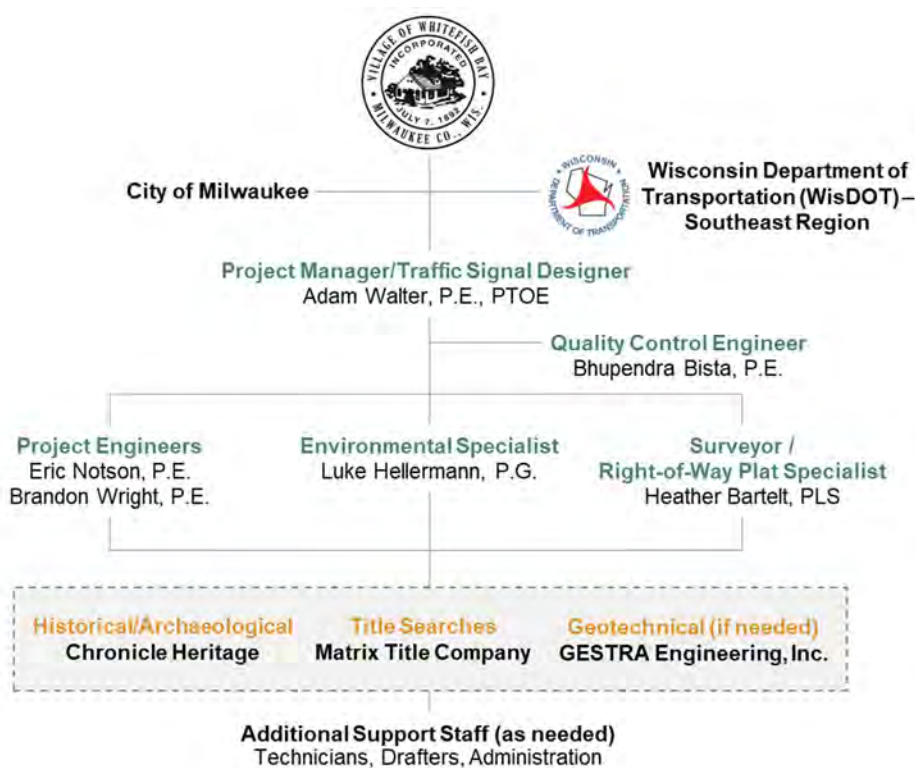 VILLAGE OF WHITEFISH BAY
INCORPORATED
JULY 7, 1892
MILWAUKEE CO., WIS.
City of Milwaukee
WISCONSIN
DEPARTMENT OF TRANSPORTATION
Wisconsin Department of
Transportation (WisDOT) –
Southeast Region
Project Manager/Traffic Signal Designer
Adam Walter, P.E., PTOE
Quality Control Engineer
Bhupendra Bista, P.E.
Project Engineers
Eric Notson, P.E.
Brandon Wright, P.E.
Environmental Specialist
Luke Hellermann, P.G.
Surveyor /
Right-of-Way Plat Specialist
Heather Bartelt, PLS
Historical/Archaeological
Chronicle Heritage
Title Searches
Matrix Title Company
Geotechnical (if needed)
GESTRA Engineering, Inc.
Additional Support Staff (as needed)
Technicians, Drafters, Administration